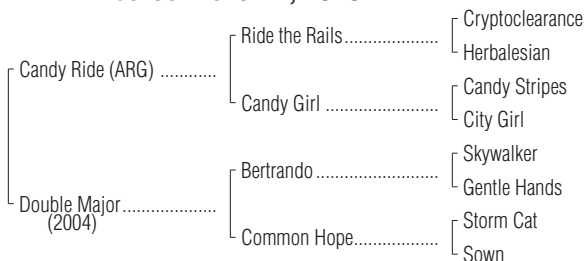 Candy Ride (ARG) ............
Ride the Rails...................
Cryptoclearance
Herbalesian
Candy Girl ........................
Candy Stripes
City Girl
Double Major....................
(2004)
Bertrando ..........................
Skywalker
Gentle Hands
Common Hope..................
Storm Cat
Sown